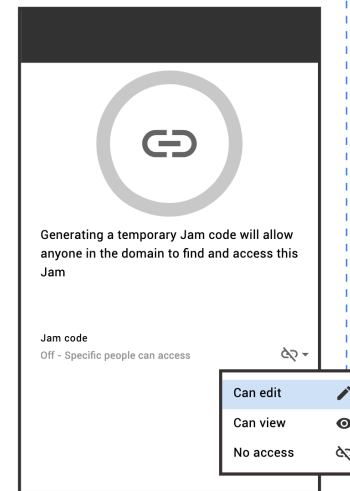 Generating a temporary Jam code will allow
anyone in the domain to find and access this
Jam
Jam code
Off - Specific people can access
Can edit
Can view
No access